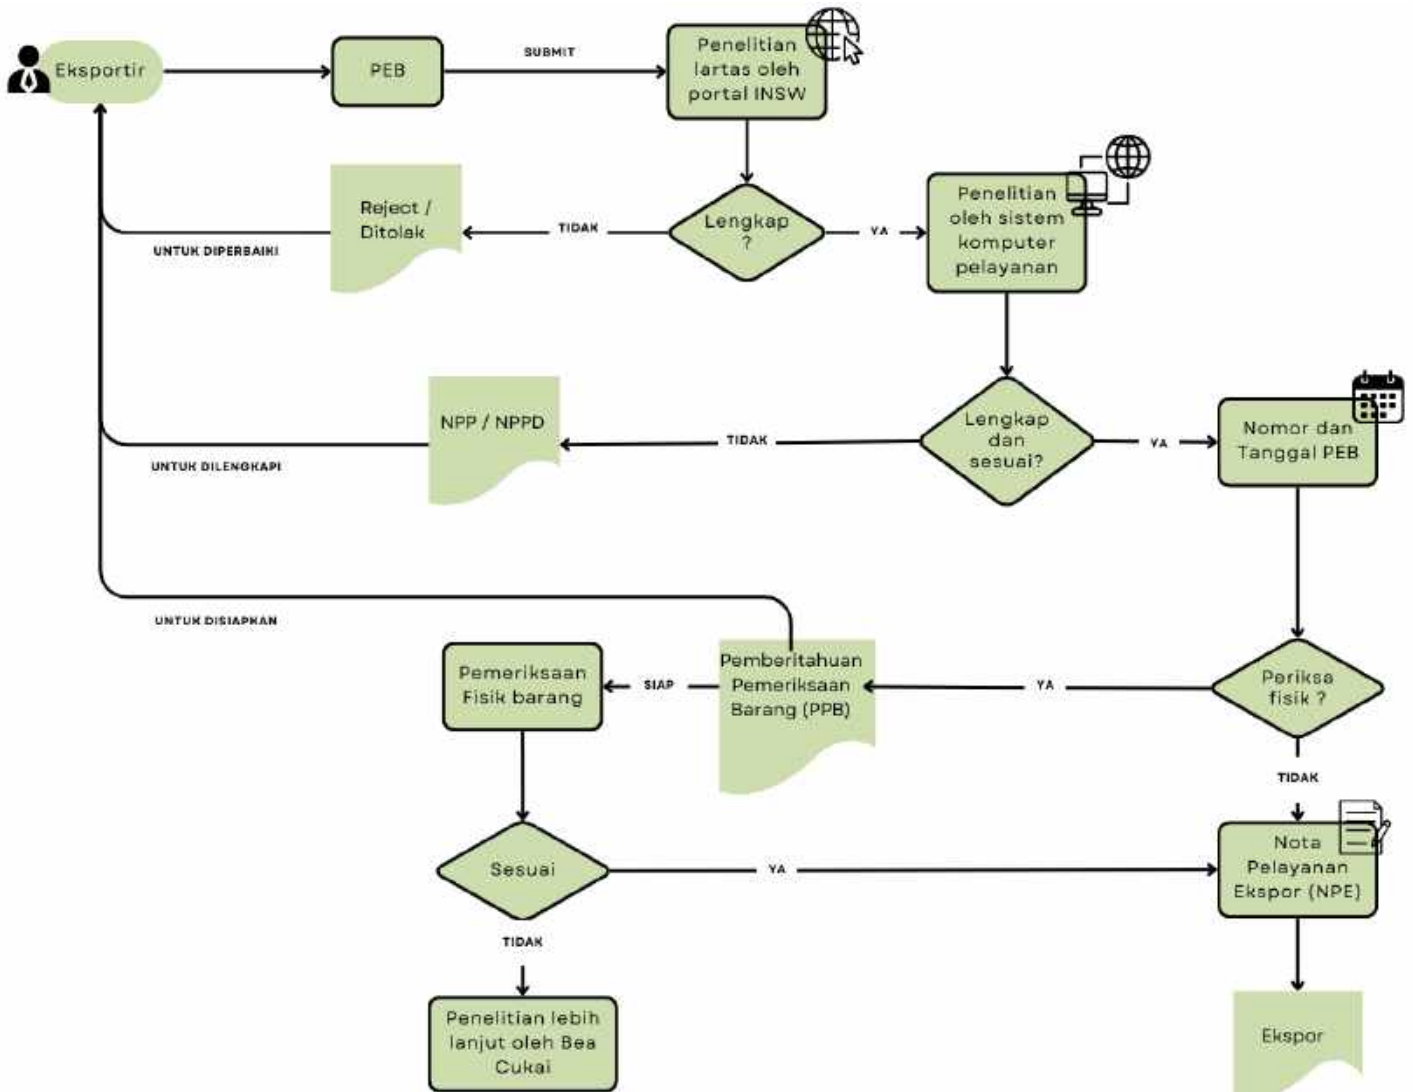 Eksportir
PEB
SUBMIT
Penelitian
lartas oleh
portal INSW
Lengkap
?
TIDAK
Reject /
Ditolak
UNTUK DIPERBAIKI
YA
Penelitian
oleh sistem
komputer
pelayanan
Lengkap
dan
sesuai?
TIDAK
NPP / NPPD
UNTUK DILENGKAPI
YA
Nomor dan
Tanggal PEB
Periksa
fisik ?
YA
Pemberitahuan
Pemeriksaan
Barang (PPB)
UNTUK DISIAPKAN
SIAP
Pemeriksaan
Fisik barang
TIDAK
Sesuai
YA
Nota
Pelayanan
Ekspor (NPE)
TIDAK
Penelitian lebih
lanjut oleh Bea
Cukai
Ekspor